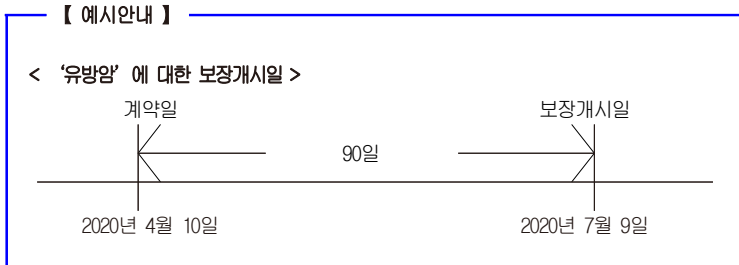 【 예시안내 】
< ‘유방암’ 에 대한 보장개시일 >
계약일 보장개시일
90일
2020년 4월 10일 2020년 7월 9일